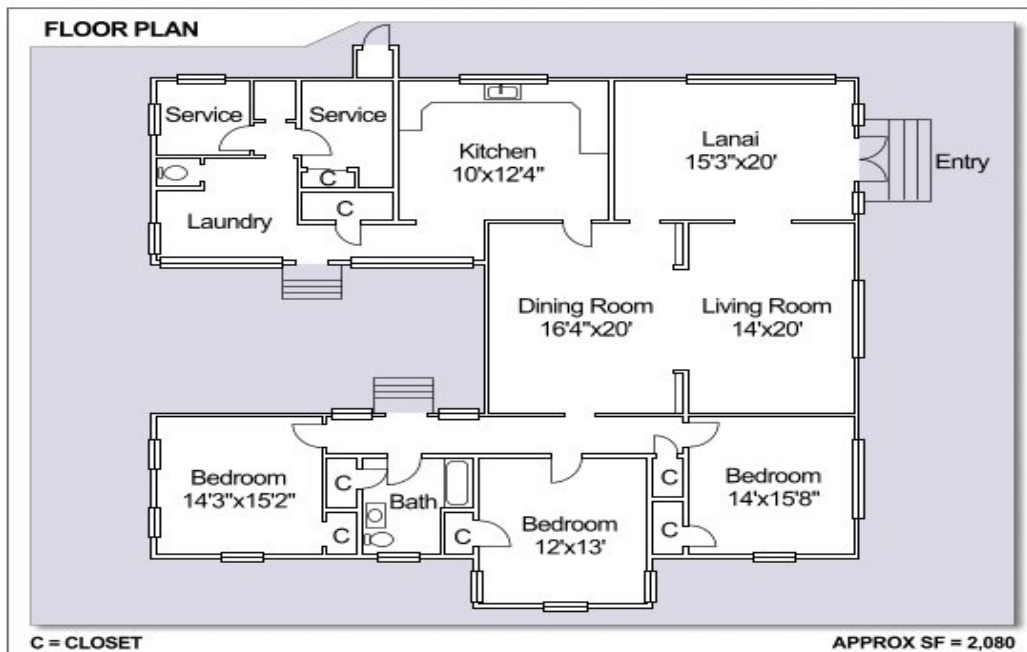 FLOOR PLAN
Service
Service
Kitchen
10'x12'4"
Lanai
15'3"x20'
Entry
C
C
Laundry
Dining Room
16'4"x20'
Living Room
14'x20'
Bedroom
14'3"x15'2"
C
C
Bath
C
Bedroom
12'x13'
C
C
Bedroom
14'x15'8"
C = CLOSET
APPROX SF = 2,080